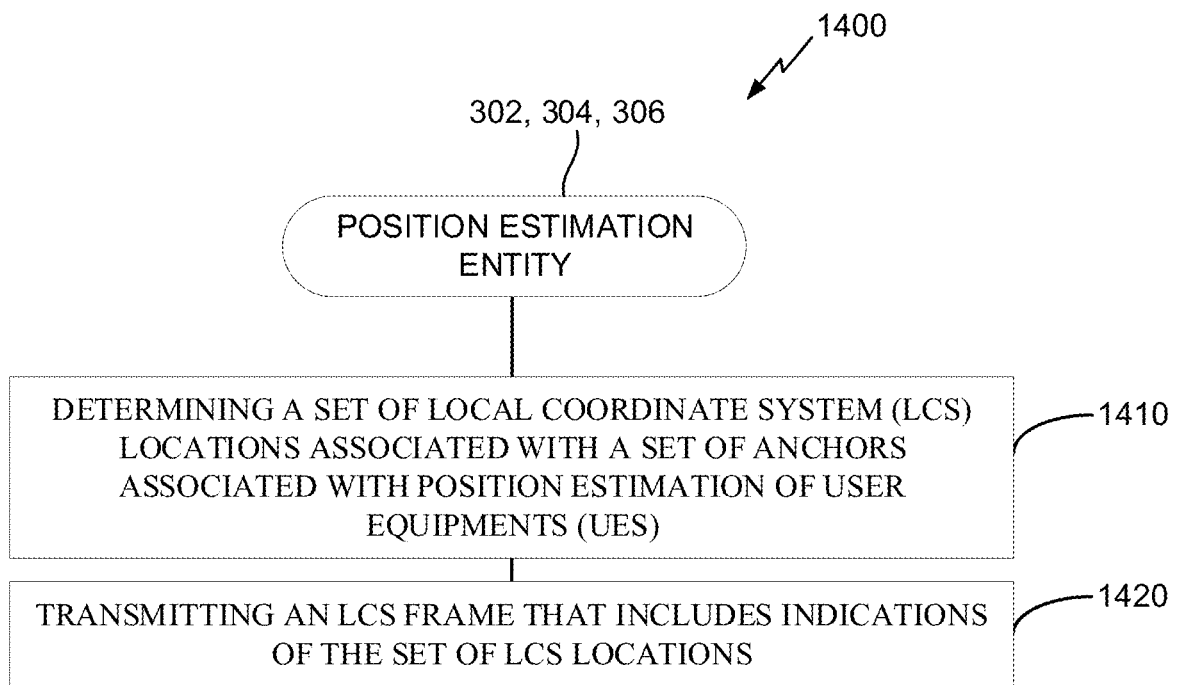 1400
302, 304, 306
POSITION ESTIMATION
ENTITY
DETERMINING A SET OF LOCAL COORDINATE SYSTEM (LCS)
LOCATIONS ASSOCIATED WITH A SET OF ANCHORS
ASSOCIATED WITH POSITION ESTIMATION OF USER
EQUIPMENTS (UES)
1410
TRANSMITTING AN LCS FRAME THAT INCLUDES INDICATIONS
OF THE SET OF LCS LOCATIONS
1420